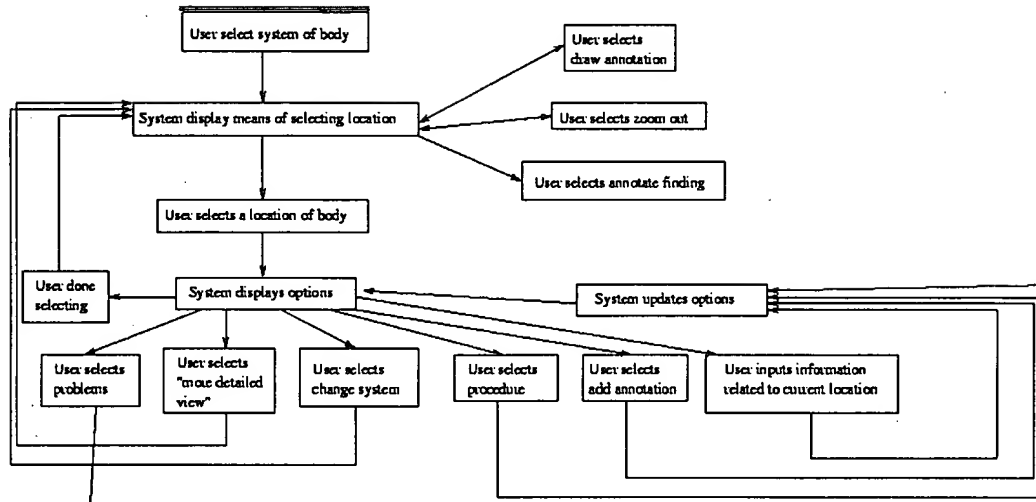 User select system of body
User selects
draw annotation
System display means of selecting location
User selects zoom out
User selects annotate finding
User selects a location of body
User done
selecting
System displays options
System updates options
User selects
problems
User selects
"more detailed
view"
User selects
change system
User selects
procedure
User selects
add annotation
User inputs information
related to current location